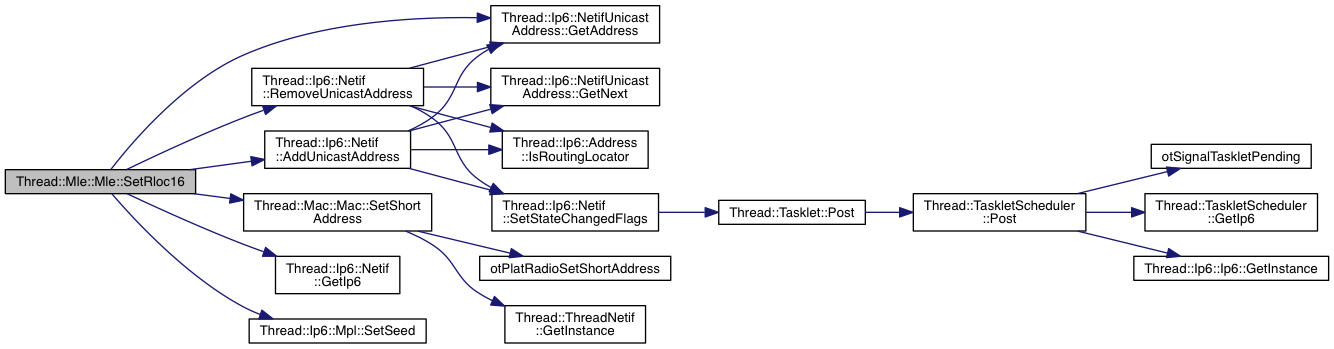 Thread::Mle::Mle::SetRloc16
Thread::Ip6::NetifUnicast
Address::GetAddress
Thread::Ip6::Netif
::RemoveUnicastAddress
Thread::Ip6::NetifUnicast
Address::GetNext
Thread::Ip6::Netif
::AddUnicastAddress
Thread::Ip6::Address
::IsRoutingLocator
Thread::Mac::Mac::SetShort
Address
Thread::Ip6::Netif
::SetStateChangedFlags
Thread::Tasklet::Post
Thread::TaskletScheduler
::Post
otSignalTaskletPending
Thread::TaskletScheduler
::GetIp6
Thread::Ip6::Ip6::GetInstance
Thread::Ip6::Netif
::GetIp6
otPlatRadioSetShortAddress
Thread::ThreadNetif
::GetInstance
Thread::Ip6::Mpl::SetSeed